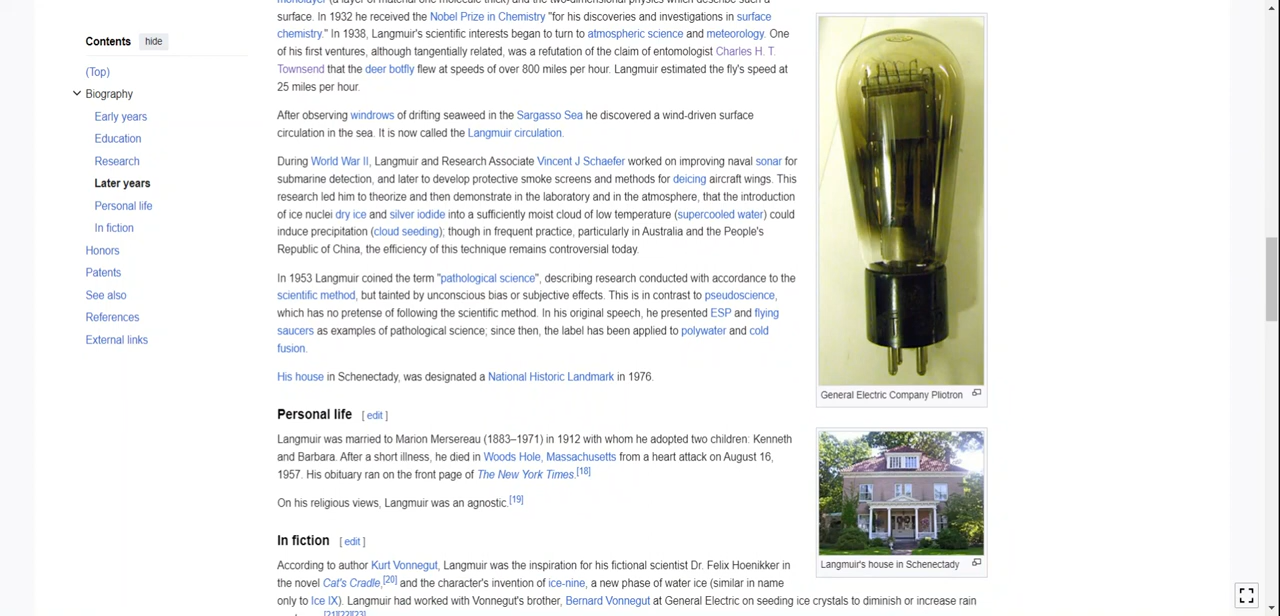 Contents hide
(Top)
Biography
Early years
Education
Research
Later years
Personal life
In fiction
Honors
Patents
See also
References
External links
surface. In 1932 he received the Nobel Prize in Chemistry "for his discoveries and investigations in surface
chemistry." In 1938, Langmuir's scientific interests began to turn to atmospheric science and meteorology. One
of his first ventures, although tangentially related, was a refutation of the claim of entomologist Charles H. T.
Townsend that the deer botfly flew at speeds of over 800 miles per hour. Langmuir estimated the fly's speed at
25 miles per hour.
After observing windrows of drifting seaweed in the Sargasso Sea he discovered a wind-driven surface
circulation in the sea. It is now called the Langmuir circulation.
During World War II, Langmuir and Research Associate Vincent J Schaefer worked on improving naval sonar for
submarine detection, and later to develop protective smoke screens and methods for deicing aircraft wings. This
research led him to theorize and then demonstrate in the laboratory and in the atmosphere, that the introduction
of ice nuclei dry ice and silver iodide into a sufficiently moist cloud of low temperature (supercooled water) could
induce precipitation (cloud seeding); though in frequent practice, particularly in Australia and the People's
Republic of China, the efficiency of this technique remains controversial today.
In 1953 Langmuir coined the term "pathological science", describing research conducted with accordance to the
scientific method, but tainted by unconscious bias or subjective effects. This is in contrast to pseudoscience,
which has no pretense of following the scientific method. In his original speech, he presented ESP and flying
saucers as examples of pathological science; since then, the label has been applied to polywater and cold
fusion.
His house in Schenectady, was designated a National Historic Landmark in 1976.
Personal life [ edit ]
Langmuir was married to Marion Mersereau (1883–1971) in 1912 with whom he adopted two children: Kenneth
and Barbara. After a short illness, he died in Woods Hole, Massachusetts from a heart attack on August 16,
1957. His obituary ran on the front page of The New York Times.[18]
On his religious views, Langmuir was an agnostic.[19]
In fiction [ edit ]
According to author Kurt Vonnegut, Langmuir was the inspiration for his fictional scientist Dr. Felix Hoenikker in
the novel Cat's Cradle,[20] and the character's invention of ice-nine, a new phase of water ice (similar in name
only to Ice IX). Langmuir had worked with Vonnegut's brother, Bernard Vonnegut at General Electric on seeding ice crystals to diminish or increase rain
[21][22][23]
General Electric Company Pliotron
Langmuir's house in Schenectady